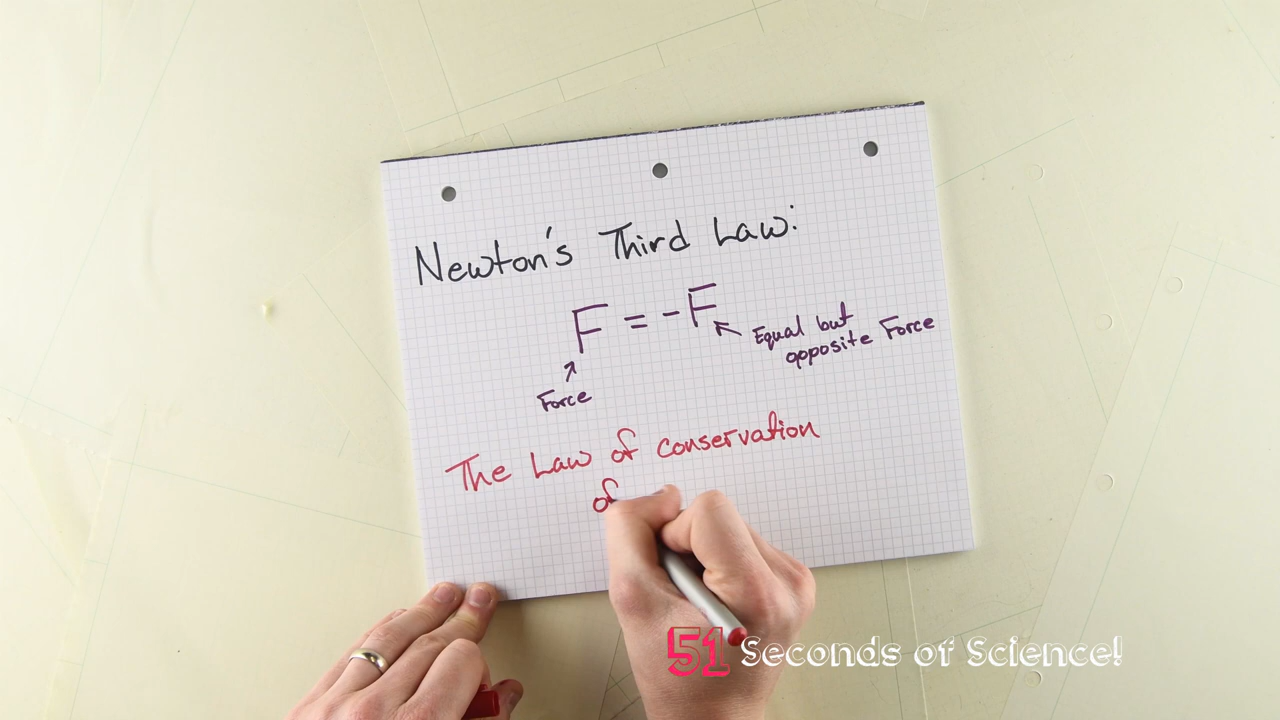 Newton's Third Law:
F = -F
Equal but
opposite Force
Force
The Law of conservation
of
51 Seconds of Science!